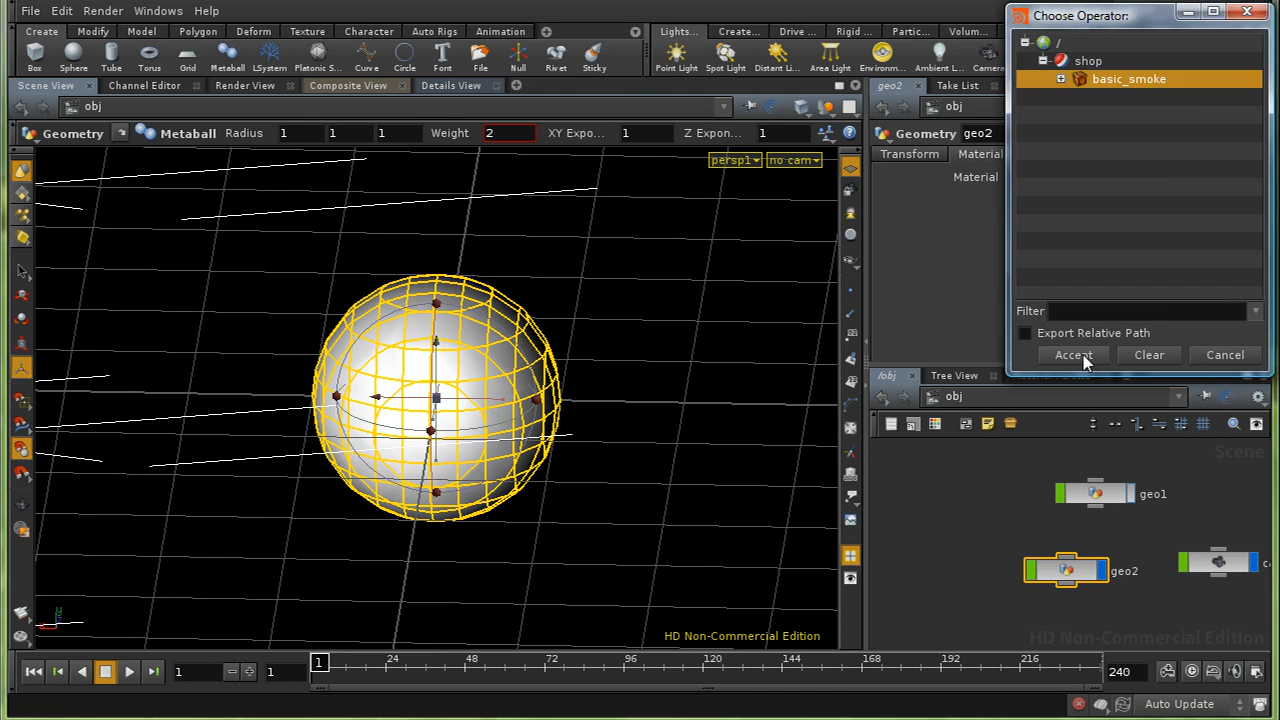 File Edit Render Windows Help
Choose Operator:
Create Modify Model Polygon Deform Texture Character Auto Rigs Animation
Lights... Create... Drive ... Rigid ... Partic... Volum...
Box Sphere Tube Torus Grid Metaball LSystem Platonic S... Curve Circle Font File Null Rivet Sticky
Point Light Spot Light Distant Li... Area Light Environm... Ambient L... Camera
/
shop
basic_smoke
Scene View Channel Editor Render View Composite View Details View
geo2 Take List
obj
obj
Geometry Metaball Radius 1 1 1 Weight 2 XY Expo... 1 Z Expon... 1
Geometry geo2
Transform Material
Material
persp1 no cam
Filter
Export Relative Path
Accept Clear Cancel
/obj Tree View
obj
Scene
geo1
geo2
HD Non-Commercial Edition
HD Non-Commercial Edition
1 24 48 72 96 120 144 168 192 216
1 1 240
Auto Update